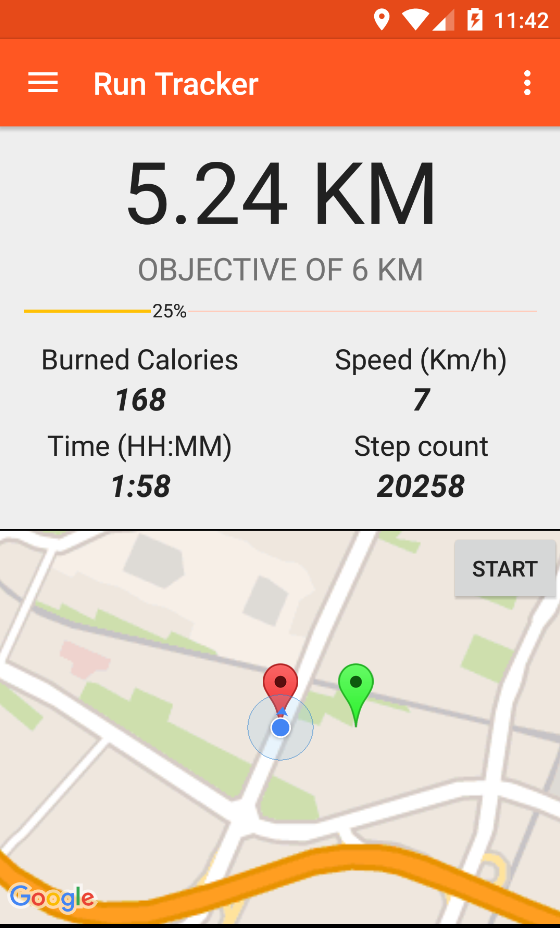 11:42
Run Tracker
5.24 KM
OBJECTIVE OF 6 KM
25%
Burned Calories Speed (Km/h)
168 7
Time (HH:MM) Step count
1:58 20258
START
Google